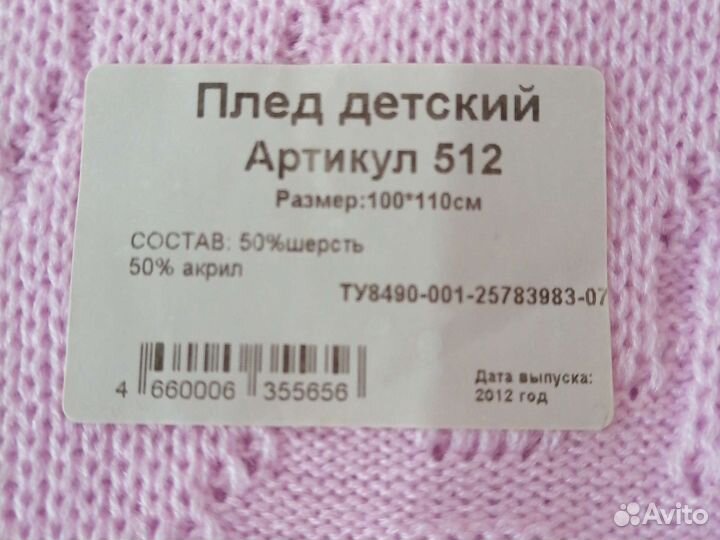 Плед детский
Артикул 512
Размер:100*110см
СОСТАВ: 50%шерсть
50% акрил
ТУ8490-001-25783983-07
4 660006 355656
Дата выпуска:
2012 год
Avito